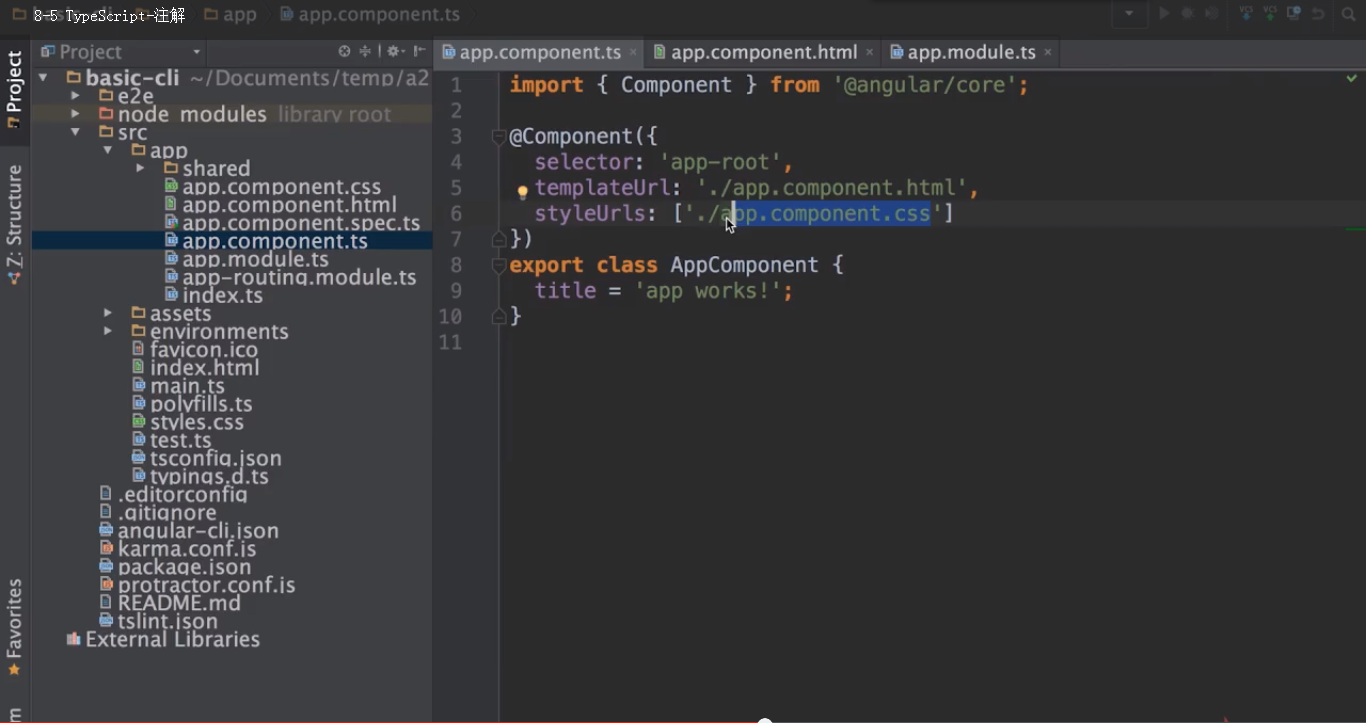 8-5 TypeScript-注解
app
app.component.ts
Project
app.component.ts
app.component.html
app.module.ts
Project
Z: Structure
Favorites
basic-cli ~/Documents/temp/a2
e2e
node_modules library root
src
app
shared
app.component.css
app.component.html
app.component.spec.ts
app.component.ts
app.module.ts
app-routing.module.ts
index.ts
assets
environments
favicon.ico
index.html
main.ts
polyfills.ts
styles.css
test.ts
tsconfig.json
typings.d.ts
.editorconfig
.gitignore
angular-cli.json
karma.conf.js
package.json
protractor.conf.js
README.md
tslint.json
External Libraries
1 import { Component } from '@angular/core';
2
3 @Component({
4 selector: 'app-root',
5 templateUrl: './app.component.html',
6 styleUrls: ['./app.component.css']
7 })
8 export class AppComponent {
9 title = 'app works!';
10 }
11